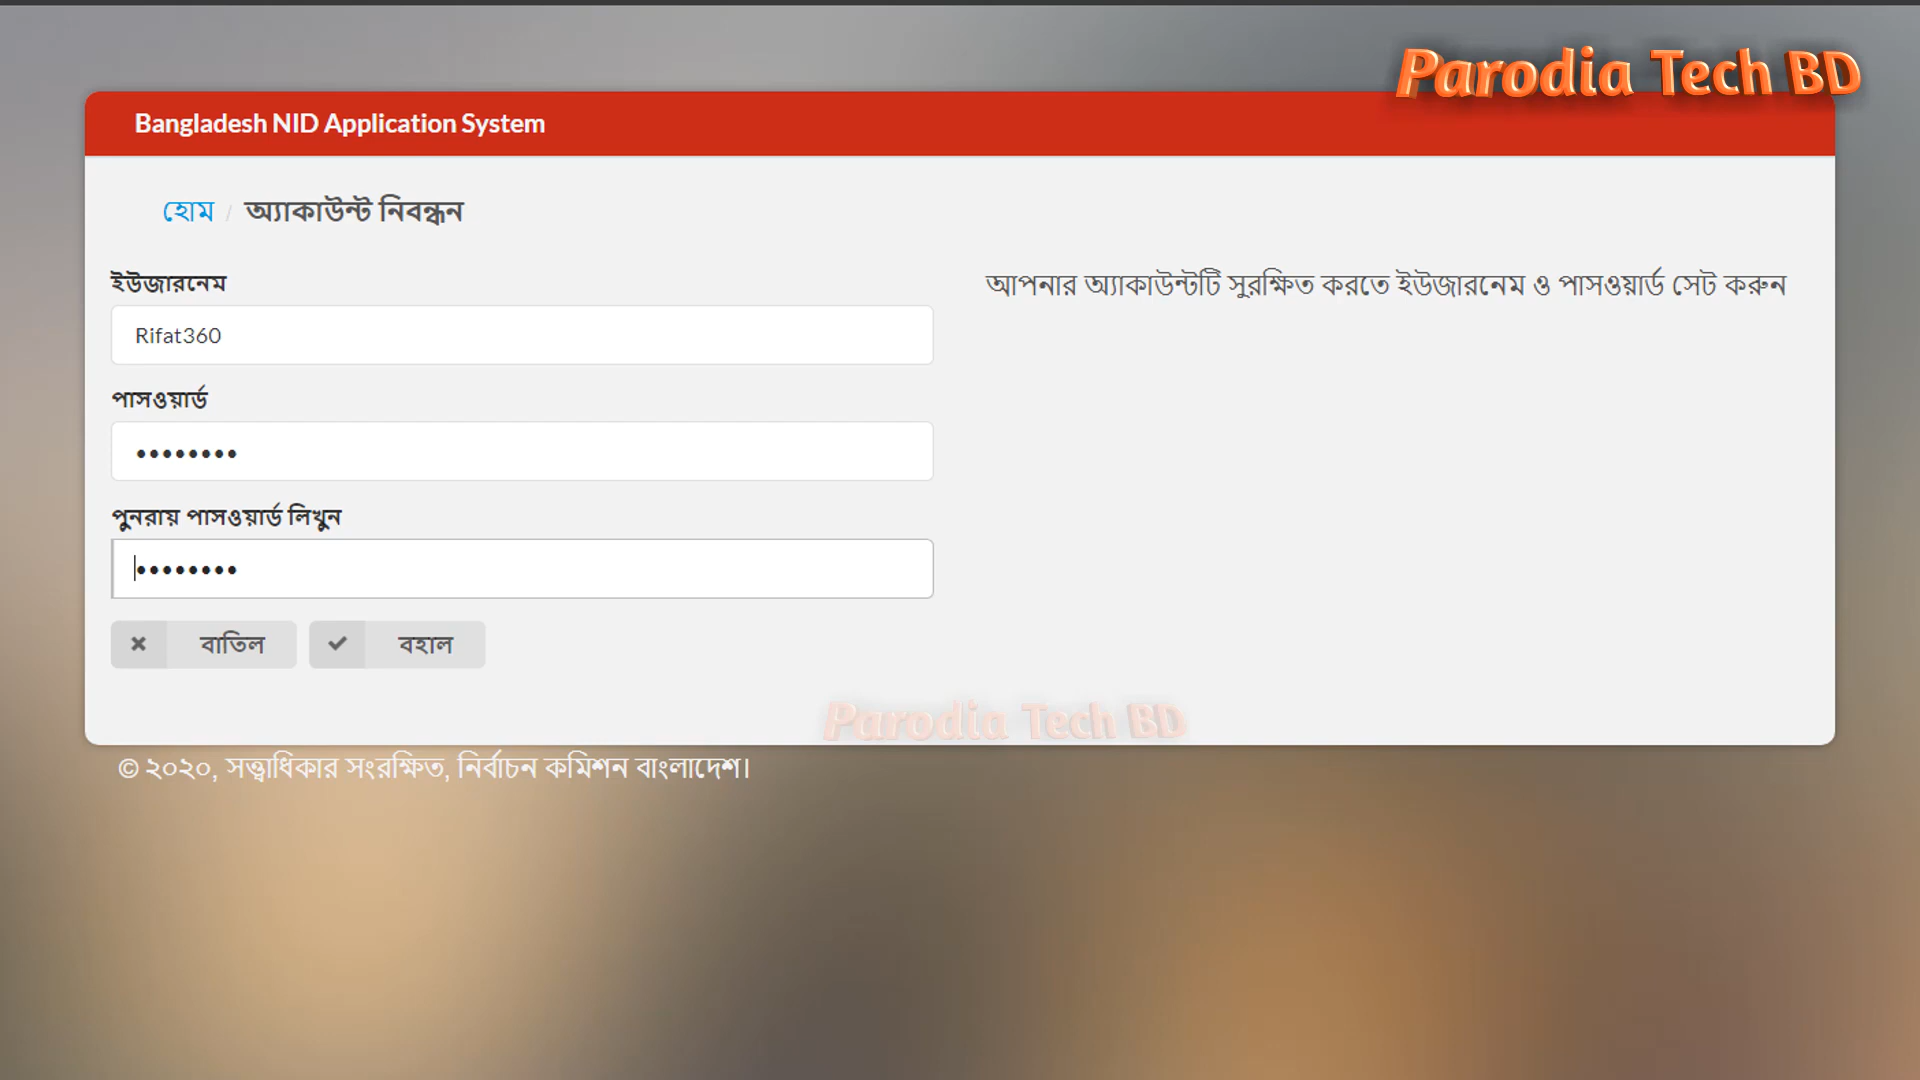 Parodia Tech BD
Bangladesh NID Application System
হোম / অ্যাকাউন্ট নিবন্ধন
ইউজারনেম
আপনার অ্যাকাউন্টটি সুরক্ষিত করতে ইউজারনেম ও পাসওয়ার্ড সেট করুন
Rifat360
পাসওয়ার্ড
••••••••
পুনরায় পাসওয়ার্ড লিখুন
••••••••
বাতিল
বহাল
Parodia Tech BD
© ২০২০, সত্ত্বাধিকার সংরক্ষিত, নির্বাচন কমিশন বাংলাদেশ।